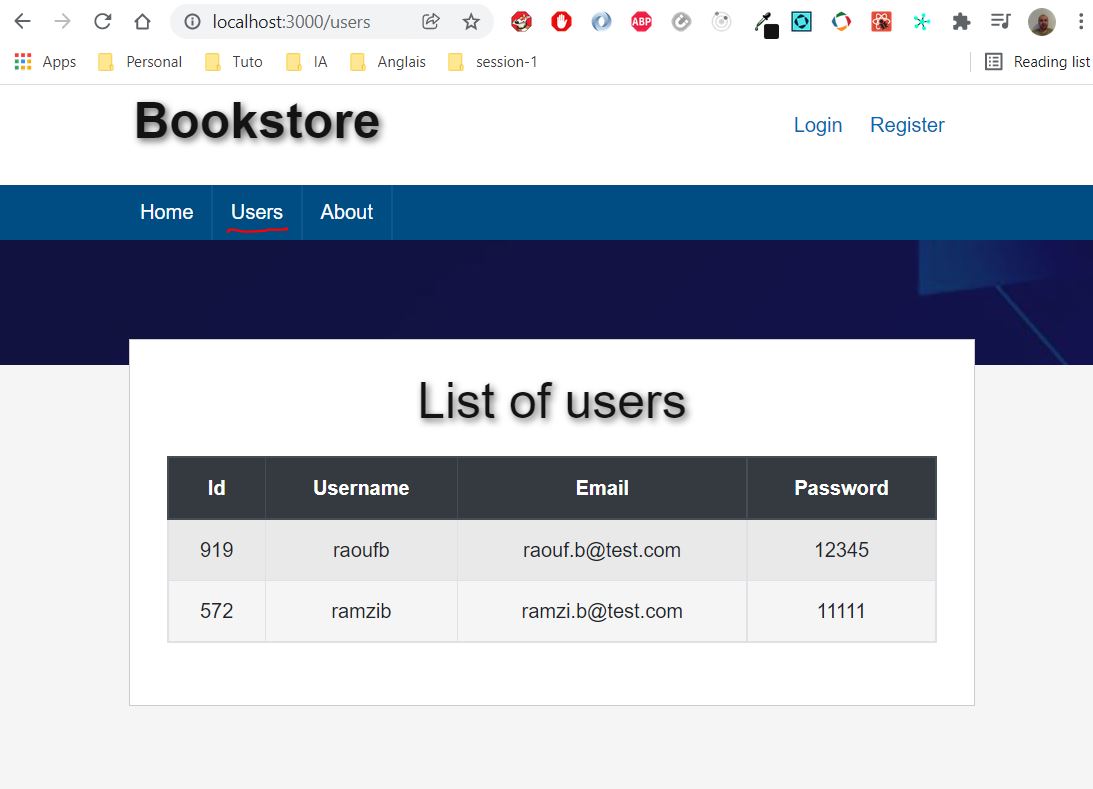 localhost:3000/users
ABP
Apps Personal Tuto IA Anglais session-1 Reading list
Bookstore
Login Register
Home Users About
List of users
Id Username Email Password
919 raoufb raouf.b@test.com 12345
572 ramzib ramzi.b@test.com 11111